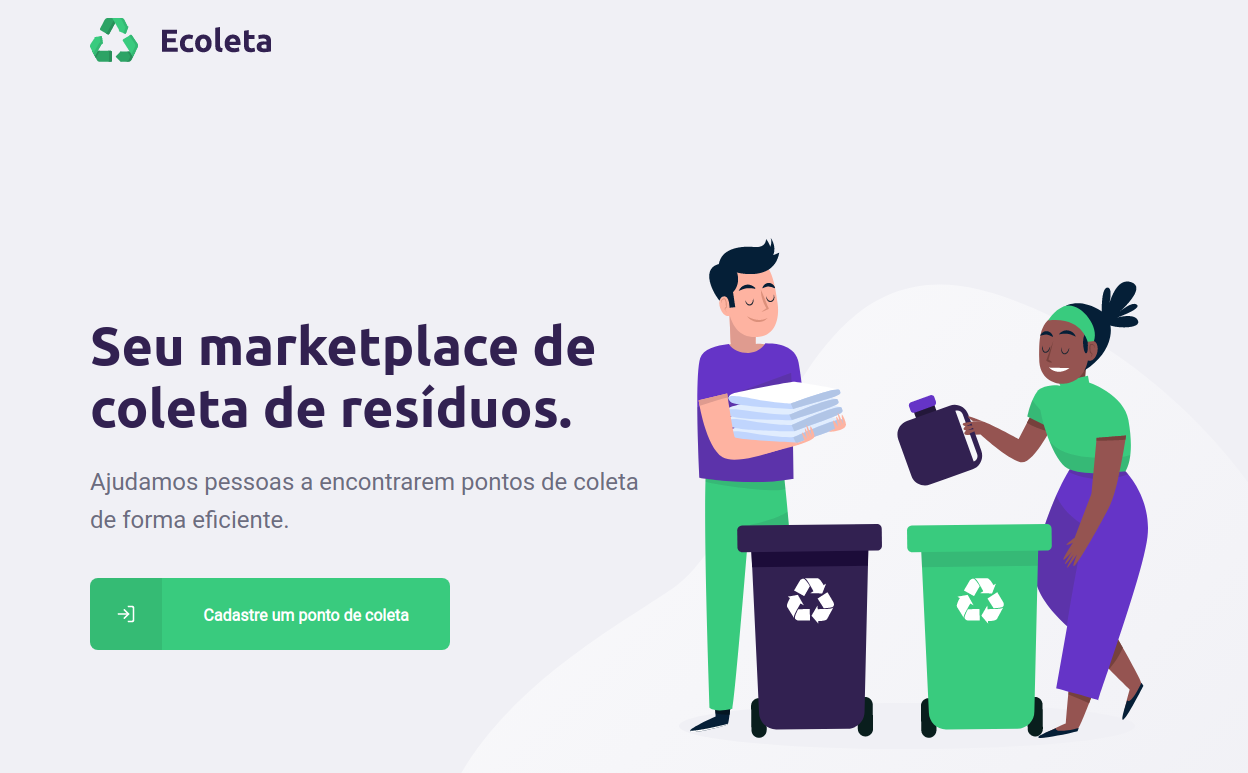 Ecoleta
Seu marketplace de
coleta de resíduos.
Ajudamos pessoas a encontrarem pontos de coleta
de forma eficiente.
Cadastre um ponto de coleta